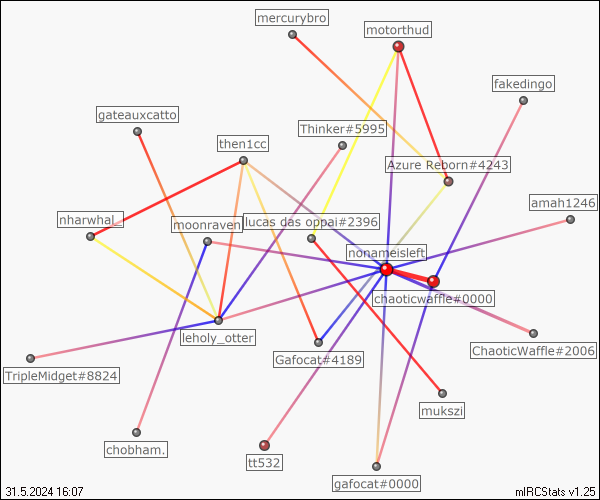 mercurybro
motorthud
fakedingo
gateauxcatto
Thinker#5995
then1cc
Azure Reborn#4243
amah1246
nharwhal_
moonraven
lucas das oppai#2396
nonameisleft
chaoticwaffle#0000
leholy_otter
Gafocat#4189
ChaoticWaffle#2006
TripleMidget#8824
mukszi
chobham.
tt532
gafocat#0000
31.5.2024 16:07
mIRCStats v1.25